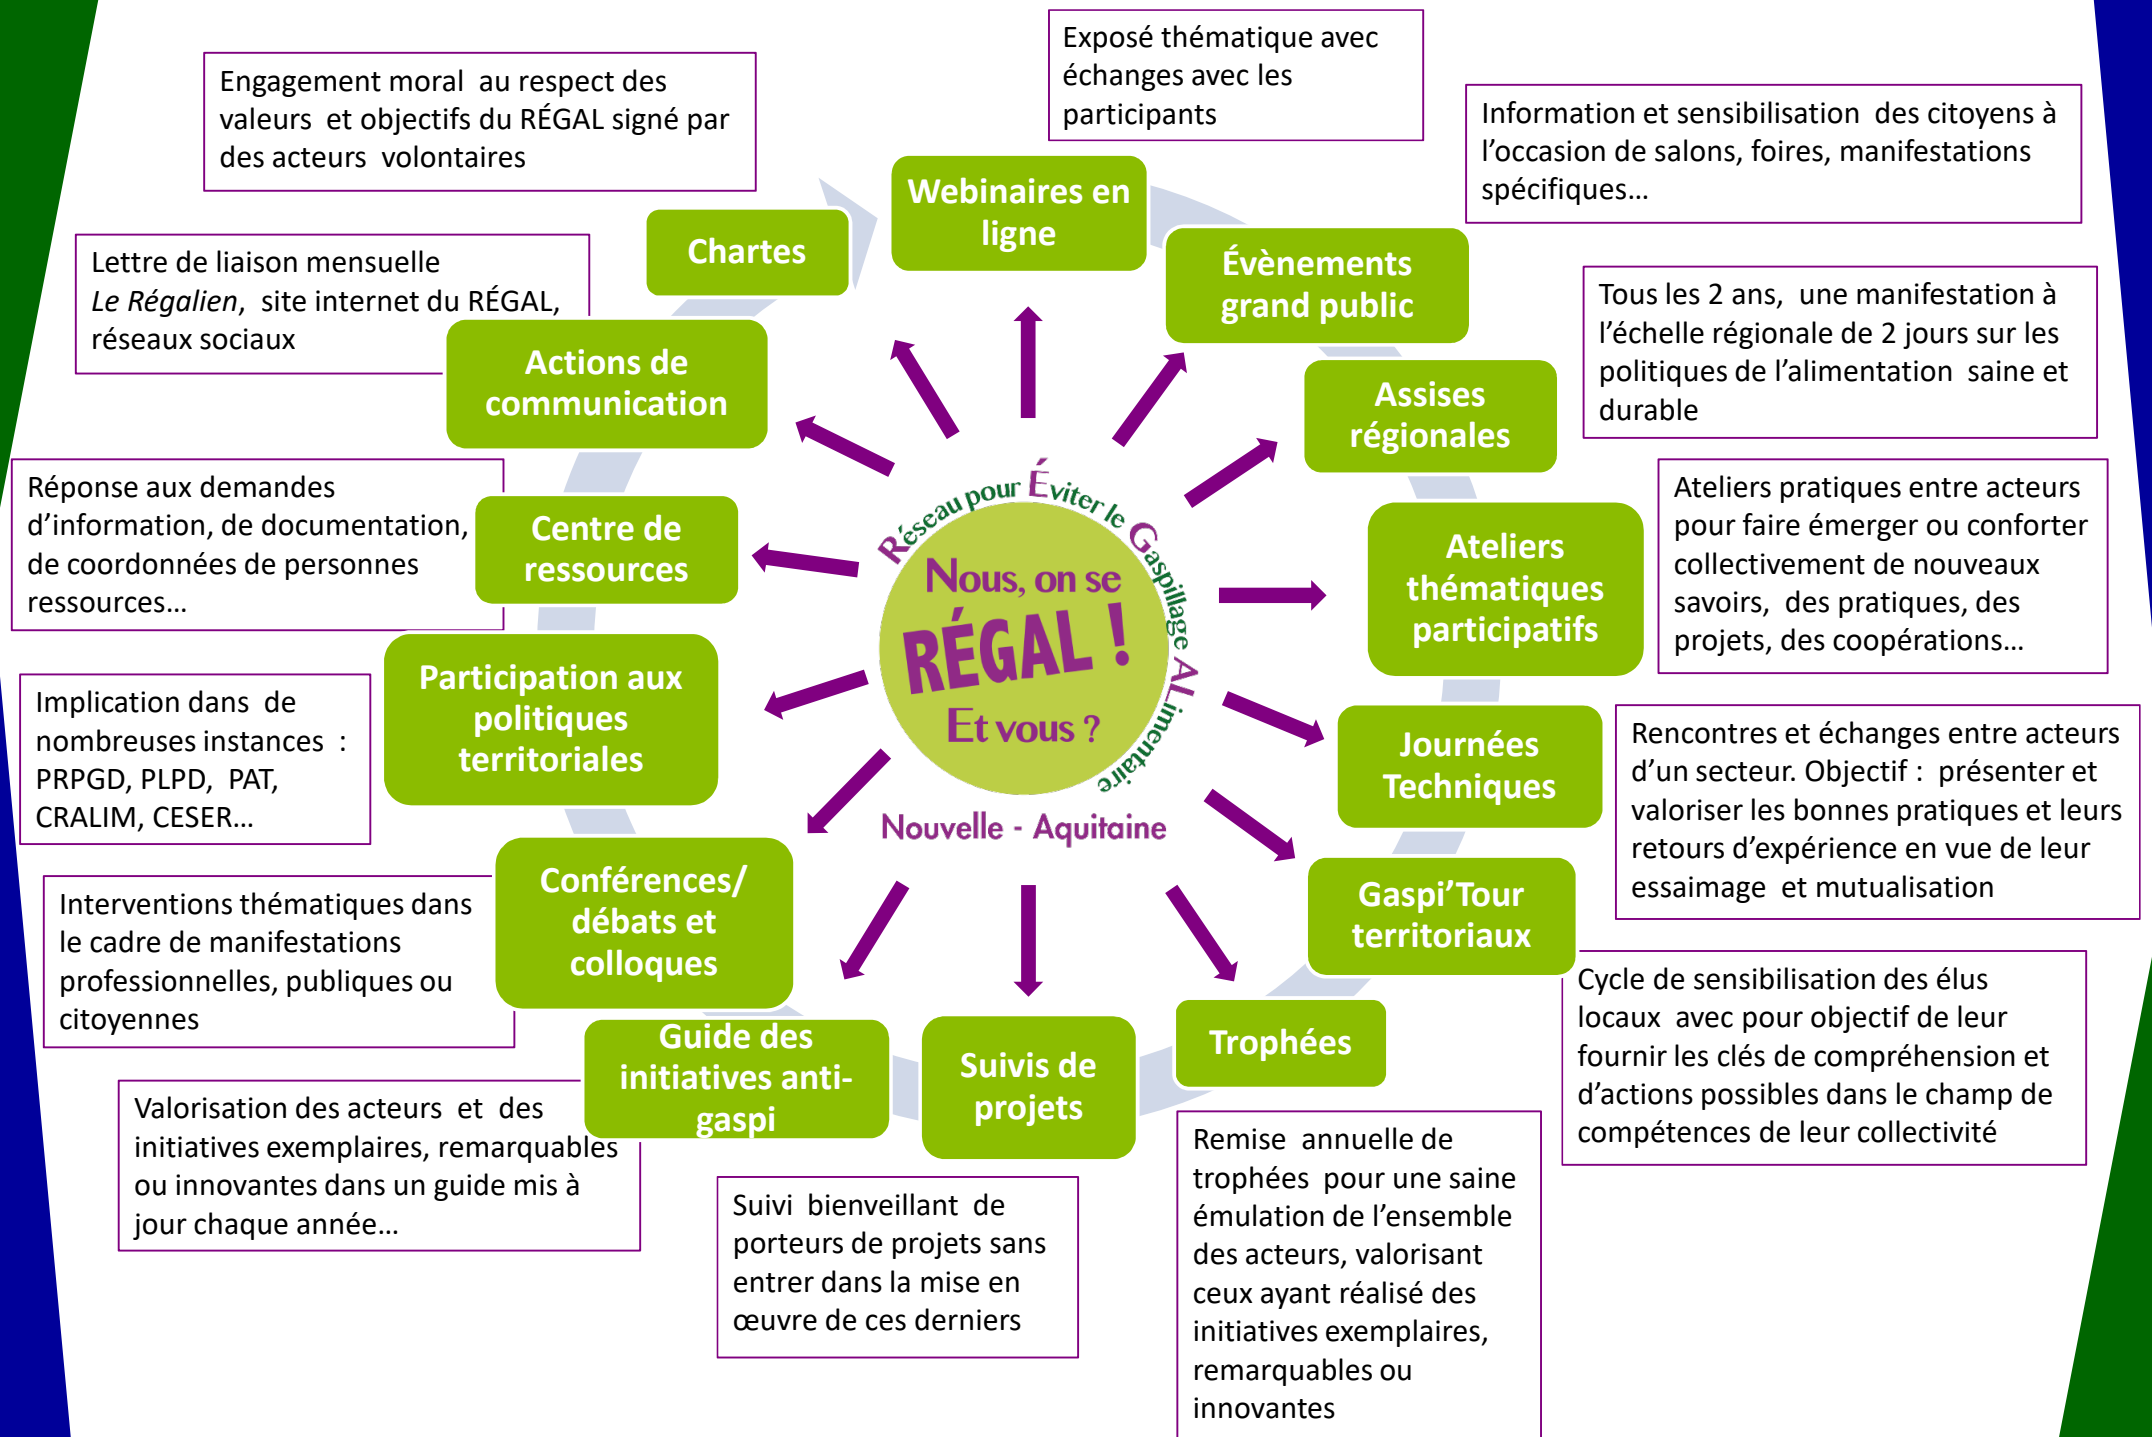 Exposé thématique avec
échanges avec les
participants
Engagement moral au respect des
valeurs et objectifs du RÉGAL signé par
des acteurs volontaires
Information et sensibilisation des citoyens à
l’occasion de salons, foires, manifestations
spécifiques…
Webinaires en
ligne
Chartes
Évènements
grand public
Lettre de liaison mensuelle
Le Régalien, site internet du RÉGAL,
réseaux sociaux
Tous les 2 ans, une manifestation à
l’échelle régionale de 2 jours sur les
politiques de l’alimentation saine et
durable
Actions de
communication
Assises
régionales
Réponse aux demandes
d’information, de documentation,
de coordonnées de personnes
ressources…
Centre de
ressources
Réseau pour Éviter le Gaspillage ALimentaire
Nous, on se
RÉGAL !
Et vous ?
Nouvelle - Aquitaine
Ateliers
thématiques
participatifs
Ateliers pratiques entre acteurs
pour faire émerger ou conforter
collectivement de nouveaux
savoirs, des pratiques, des
projets, des coopérations…
Participation aux
politiques
territoriales
Implication dans de
nombreuses instances :
PRPGD, PLPD, PAT,
CRALIM, CESER…
Journées
Techniques
Rencontres et échanges entre acteurs
d’un secteur. Objectif : présenter et
valoriser les bonnes pratiques et leurs
retours d’expérience en vue de leur
essaimage et mutualisation
Conférences/
débats et
colloques
Interventions thématiques dans
le cadre de manifestations
professionnelles, publiques ou
citoyennes
Gaspi’Tour
territoriaux
Cycle de sensibilisation des élus
locaux avec pour objectif de leur
fournir les clés de compréhension et
d’actions possibles dans le champ de
compétences de leur collectivité
Guide des
initiatives anti-
gaspi
Suivis de
projets
Trophées
Valorisation des acteurs et des
initiatives exemplaires, remarquables
ou innovantes dans un guide mis à
jour chaque année…
Suivi bienveillant de
porteurs de projets sans
entrer dans la mise en
œuvre de ces derniers
Remise annuelle de
trophées pour une saine
émulation de l’ensemble
des acteurs, valorisant
ceux ayant réalisé des
initiatives exemplaires,
remarquables ou
innovantes